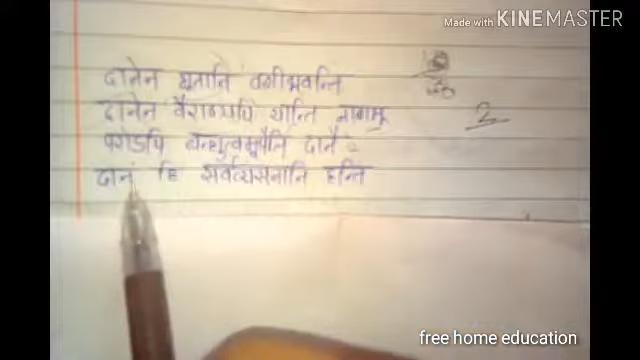 Made with KINEMASTER
दानेन भूतानि वशीभवन्ति
दानेन वैराण्यपि यान्ति नाशम्
2
परोऽपि बन्धुत्वमुपैति दानैः
दानं हि सर्वव्यसनानि हन्ति
free home education